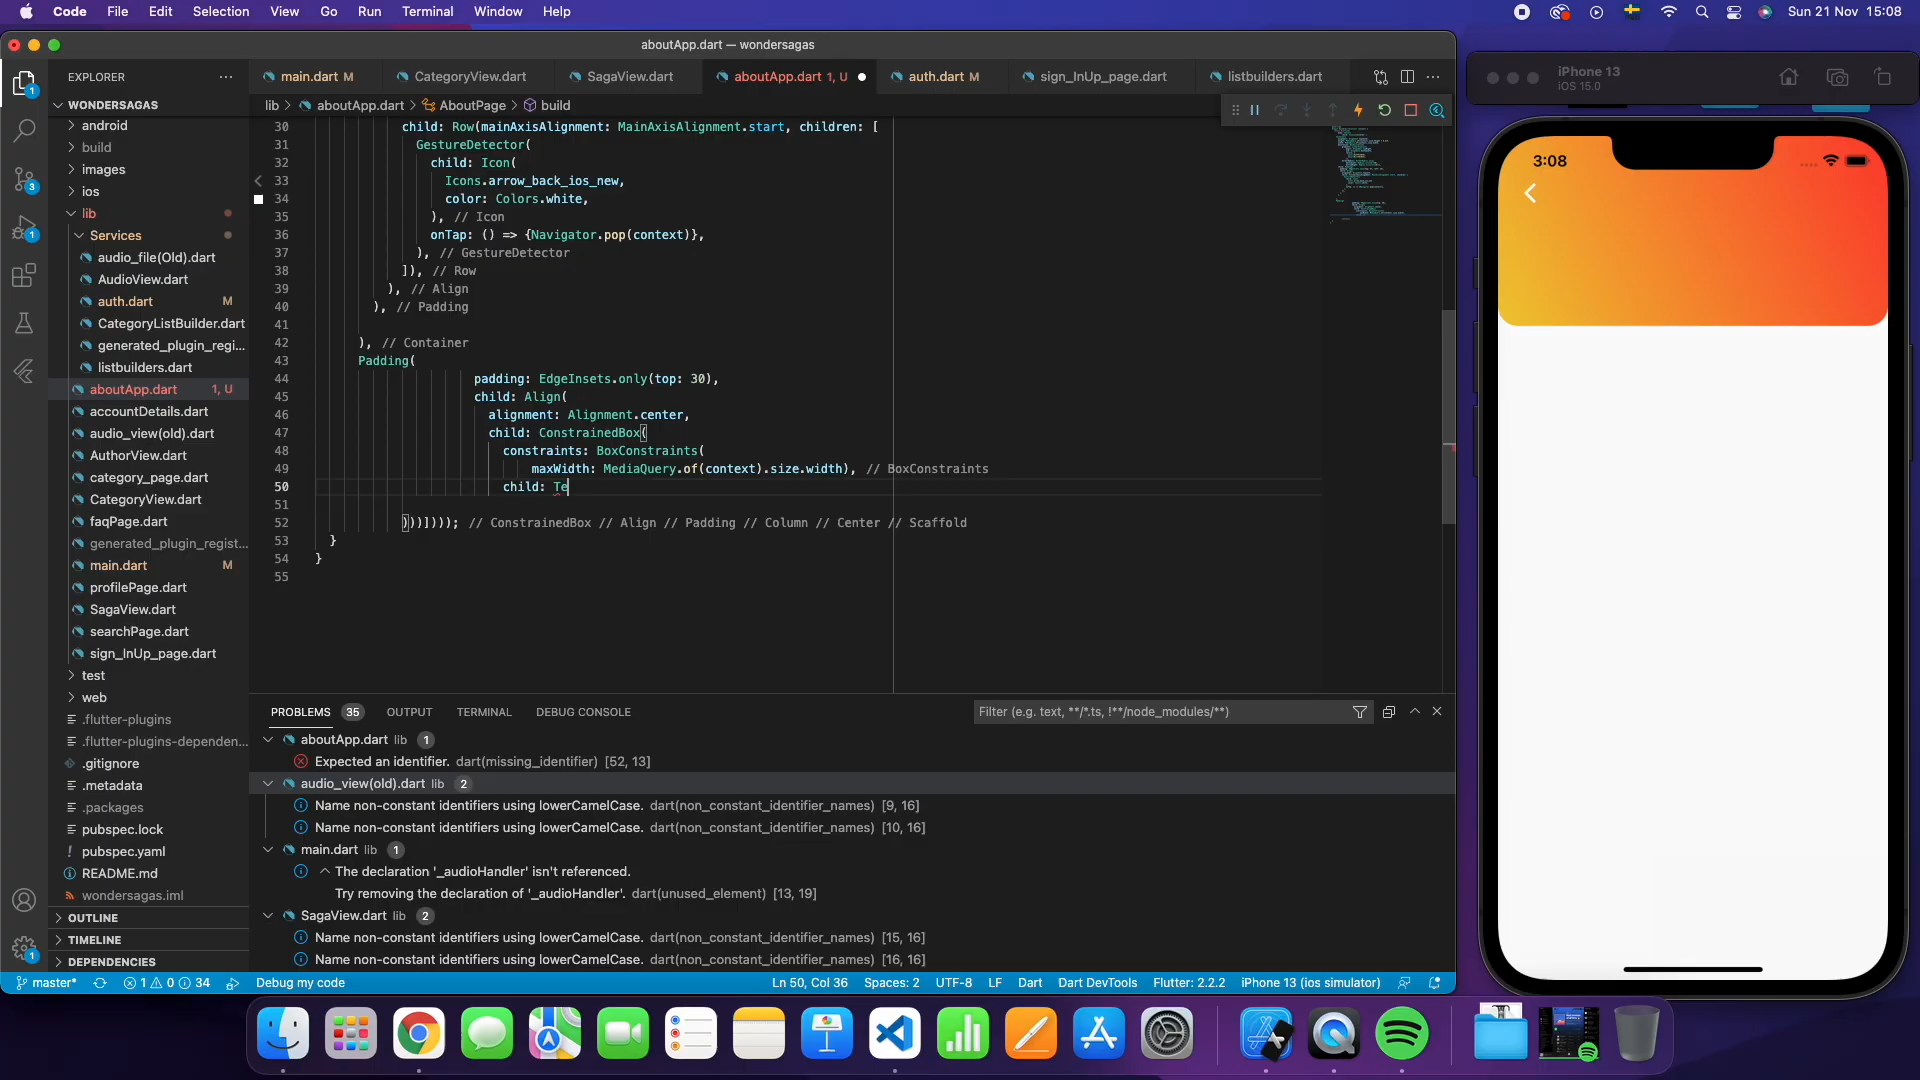 Code File Edit Selection View Go Run Terminal Window Help
Sun 21 Nov 15:08
aboutApp.dart — wondersagas
EXPLORER
main.dart M
CategoryView.dart
SagaView.dart
aboutApp.dart 1, U
auth.dart M
sign_InUp_page.dart
listbuilders.dart
lib > aboutApp.dart > AboutPage > build
WONDERSAGAS
android
build
images
ios
lib
Services
audio_file(Old).dart
AudioView.dart
auth.dart M
CategoryListBuilder.dart
generated_plugin_regi...
listbuilders.dart
aboutApp.dart 1, U
accountDetails.dart
audio_view(old).dart
AuthorView.dart
category_page.dart
CategoryView.dart
faqPage.dart
generated_plugin_regist...
main.dart M
profilePage.dart
SagaView.dart
searchPage.dart
sign_InUp_page.dart
test
web
.flutter-plugins
.flutter-plugins-dependen...
.gitignore
.metadata
.packages
pubspec.lock
pubspec.yaml
README.md
wondersagas.iml
OUTLINE
TIMELINE
DEPENDENCIES
30 child: Row(mainAxisAlignment: MainAxisAlignment.start, children: [
31 GestureDetector(
32 child: Icon(
33 Icons.arrow_back_ios_new,
34 color: Colors.white,
35 ), // Icon
36 onTap: () => {Navigator.pop(context)},
37 ), // GestureDetector
38 ]), // Row
39 ), // Align
40 ), // Padding
41
42 ), // Container
43 Padding(
44 padding: EdgeInsets.only(top: 30),
45 child: Align(
46 alignment: Alignment.center,
47 child: ConstrainedBox(
48 constraints: BoxConstraints(
49 maxWidth: MediaQuery.of(context).size.width), // BoxConstraints
50 child: Te
51
52 )))]))); // ConstrainedBox // Align // Padding // Column // Center // Scaffold
53 }
54 }
55
PROBLEMS 35 OUTPUT TERMINAL DEBUG CONSOLE
Filter (e.g. text, **/*.ts, !**/node_modules/**)
aboutApp.dart lib 1
Expected an identifier. dart(missing_identifier) [52, 13]
audio_view(old).dart lib 2
Name non-constant identifiers using lowerCamelCase. dart(non_constant_identifier_names) [9, 16]
Name non-constant identifiers using lowerCamelCase. dart(non_constant_identifier_names) [10, 16]
main.dart lib 1
The declaration '_audioHandler' isn't referenced.
Try removing the declaration of '_audioHandler'. dart(unused_element) [13, 19]
SagaView.dart lib 2
Name non-constant identifiers using lowerCamelCase. dart(non_constant_identifier_names) [15, 16]
Name non-constant identifiers using lowerCamelCase. dart(non_constant_identifier_names) [16, 16]
master* 1 0 34 Debug my code
Ln 50, Col 36 Spaces: 2 UTF-8 LF Dart Dart DevTools Flutter: 2.2.2 iPhone 13 (ios simulator)
iPhone 13
iOS 15.0
3:08